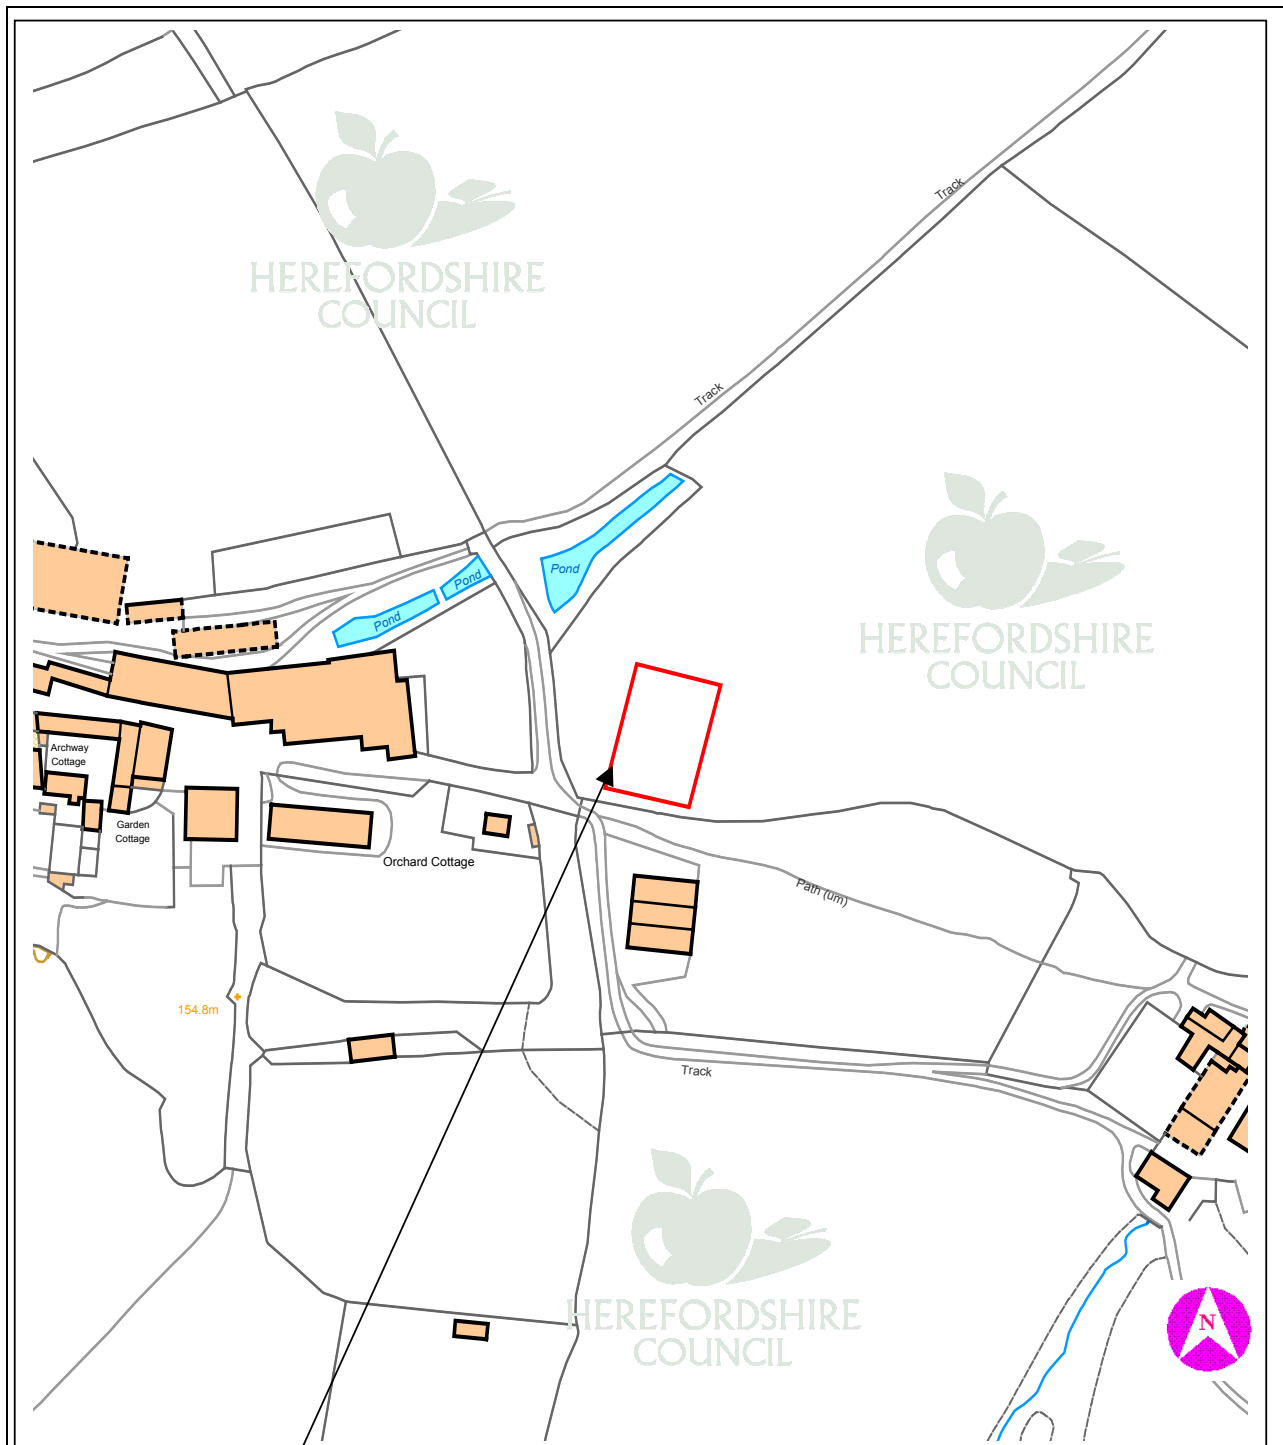 HEREFORDSHIRE
COUNCIL
Track
Track
HEREFORDSHIRE
COUNCIL
Pond
Pond
Pond
Archway
Cottage
Garden
Cottage
Orchard Cottage
Path (um)
154.8m
Track
HEREFORDSHIRE
COUNCIL
N